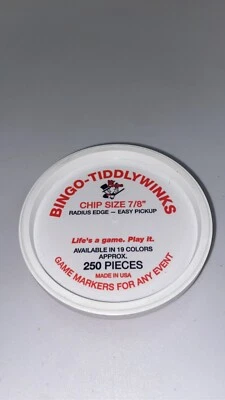 BINGO-TIDDLYWINKS
CHIP SIZE 7/8"
RADIUS EDGE — EASY PICKUP
Life's a game. Play it.
AVAILABLE IN 19 COLORS
APPROX.
250 PIECES
MADE IN USA
GAME MARKERS FOR ANY EVENT